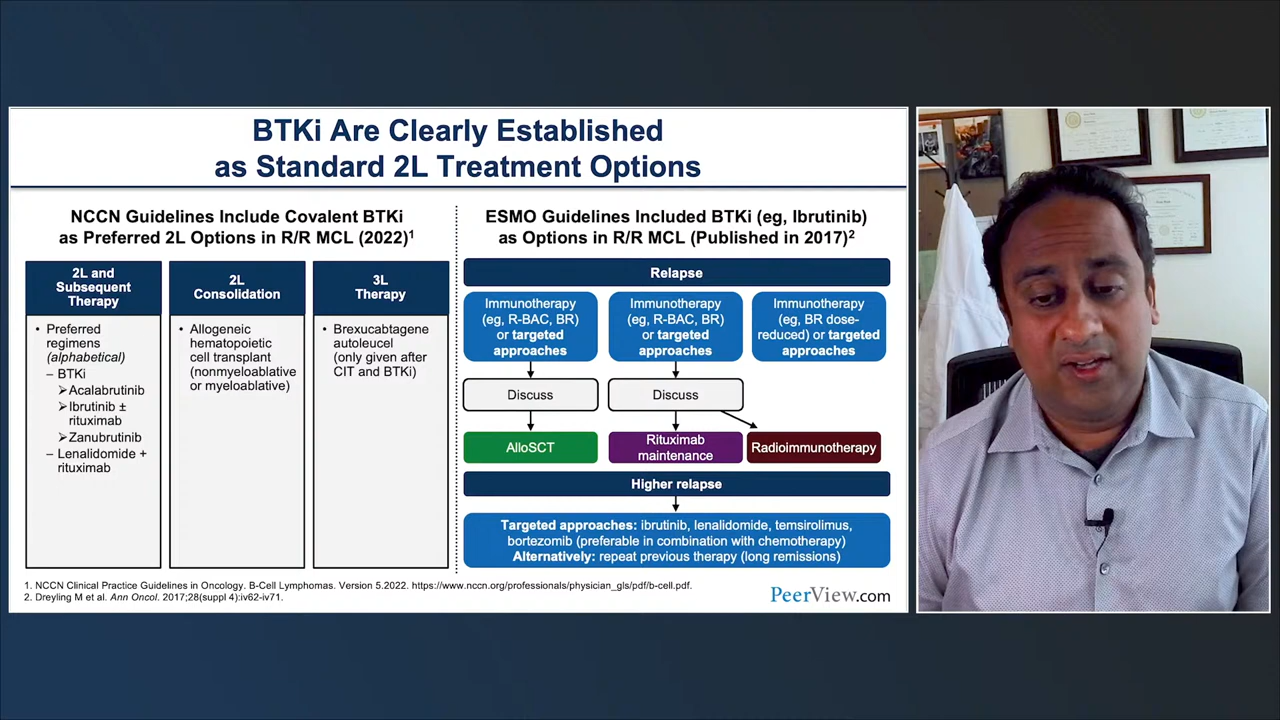 BTKi Are Clearly Established
as Standard 2L Treatment Options
NCCN Guidelines Include Covalent BTKi
as Preferred 2L Options in R/R MCL (2022)¹
2L and
Subsequent
Therapy
• Preferred
regimens
(alphabetical)
– BTKi
➢Acalabrutinib
➢Ibrutinib ±
rituximab
➢Zanubrutinib
– Lenalidomide +
rituximab
2L
Consolidation
• Allogeneic
hematopoietic
cell transplant
(nonmyeloablative
or myeloablative)
3L
Therapy
• Brexucabtagene
autoleucel
(only given after
CIT and BTKi)
ESMO Guidelines Included BTKi (eg, Ibrutinib)
as Options in R/R MCL (Published in 2017)²
Relapse
Immunotherapy
(eg, R-BAC, BR)
or targeted
approaches
Immunotherapy
(eg, R-BAC, BR)
or targeted
approaches
Immunotherapy
(eg, BR dose-
reduced) or targeted
approaches
Discuss
Discuss
AlloSCT
Rituximab
maintenance
Radioimmunotherapy
Higher relapse
Targeted approaches: ibrutinib, lenalidomide, temsirolimus,
bortezomib (preferable in combination with chemotherapy)
Alternatively: repeat previous therapy (long remissions)
1. NCCN Clinical Practice Guidelines in Oncology. B-Cell Lymphomas. Version 5.2022. https://www.nccn.org/professionals/physician_gls/pdf/b-cell.pdf.
2. Dreyling M et al. Ann Oncol. 2017;28(suppl 4):iv62-iv71.
PeerView.com